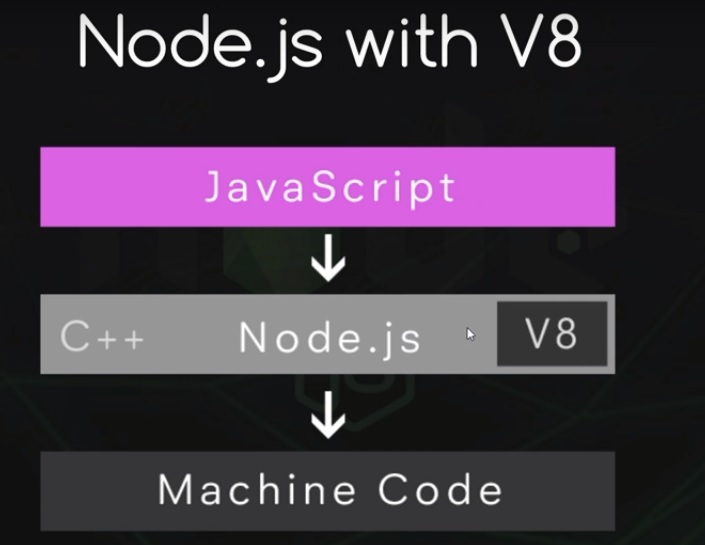 Node.js with V8
JavaScript
C++ Node.js V8
Machine Code